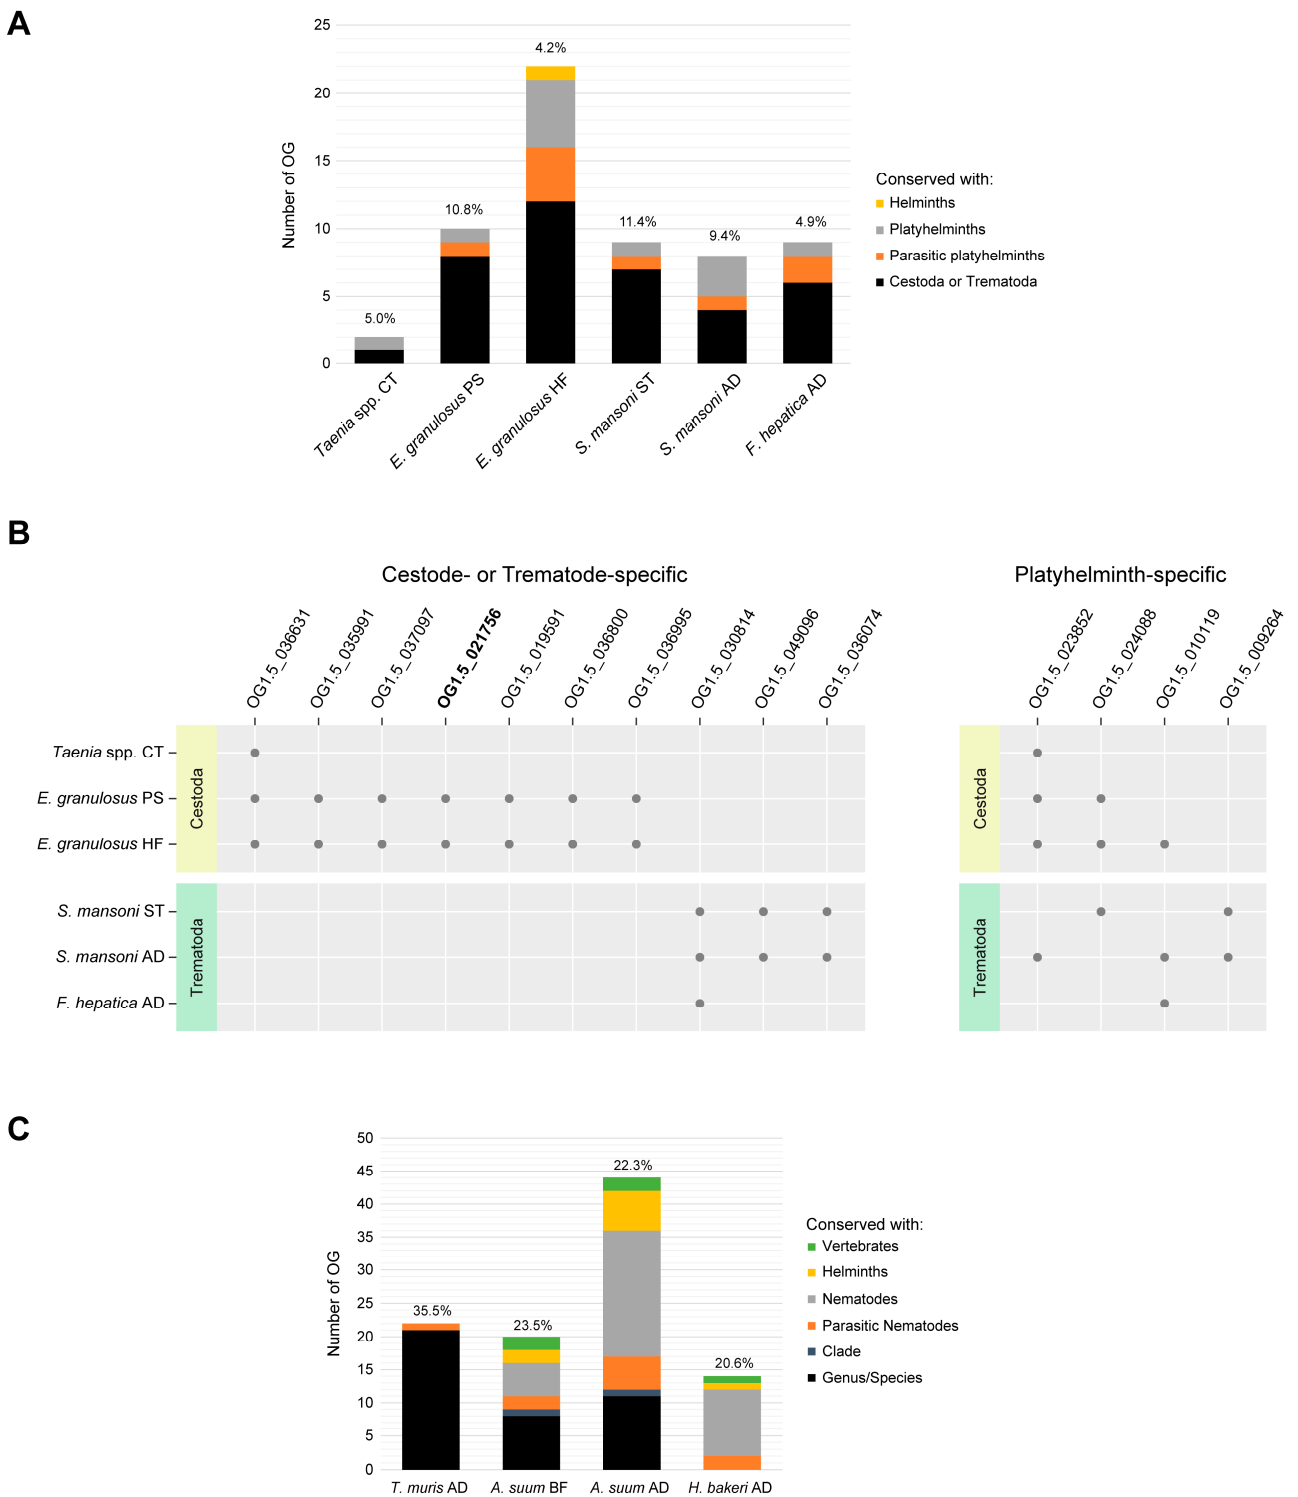 A
25
20
15
10
5
0
Number of OG
5.0%
10.8%
4.2%
11.4%
9.4%
4.9%
Taenia spp. CT
E. granulosus PS
E. granulosus HF
S. mansoni ST
S. mansoni AD
F. hepatica AD
Conserved with:
Helminths
Platyhelminths
Parasitic platyhelminths
Cestoda or Trematoda
B
Cestode- or Trematode-specific
OG1.5_036631
OG1.5_035991
OG1.5_037097
OG1.5_021756
OG1.5_019591
OG1.5_036800
OG1.5_036995
OG1.5_030814
OG1.5_049096
OG1.5_036074
Platyhelminth-specific
OG1.5_023852
OG1.5_024088
OG1.5_010119
OG1.5_009264
Taenia spp. CT
E. granulosus PS
E. granulosus HF
S. mansoni ST
S. mansoni AD
F. hepatica AD
Cestoda
Trematoda
Cestoda
Trematoda
C
50
45
40
35
30
25
20
15
10
5
0
Number of OG
35.5%
23.5%
22.3%
20.6%
T. muris AD
A. suum BF
A. suum AD
H. bakeri AD
Conserved with:
Vertebrates
Helminths
Nematodes
Parasitic Nematodes
Clade
Genus/Species